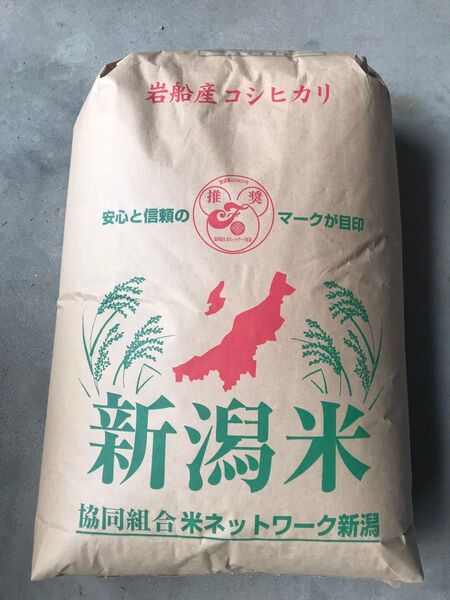 岩船産コシヒカリ
推 奨
安心と信頼の マークが目印
新潟米
協同組合 米ネットワーク新潟